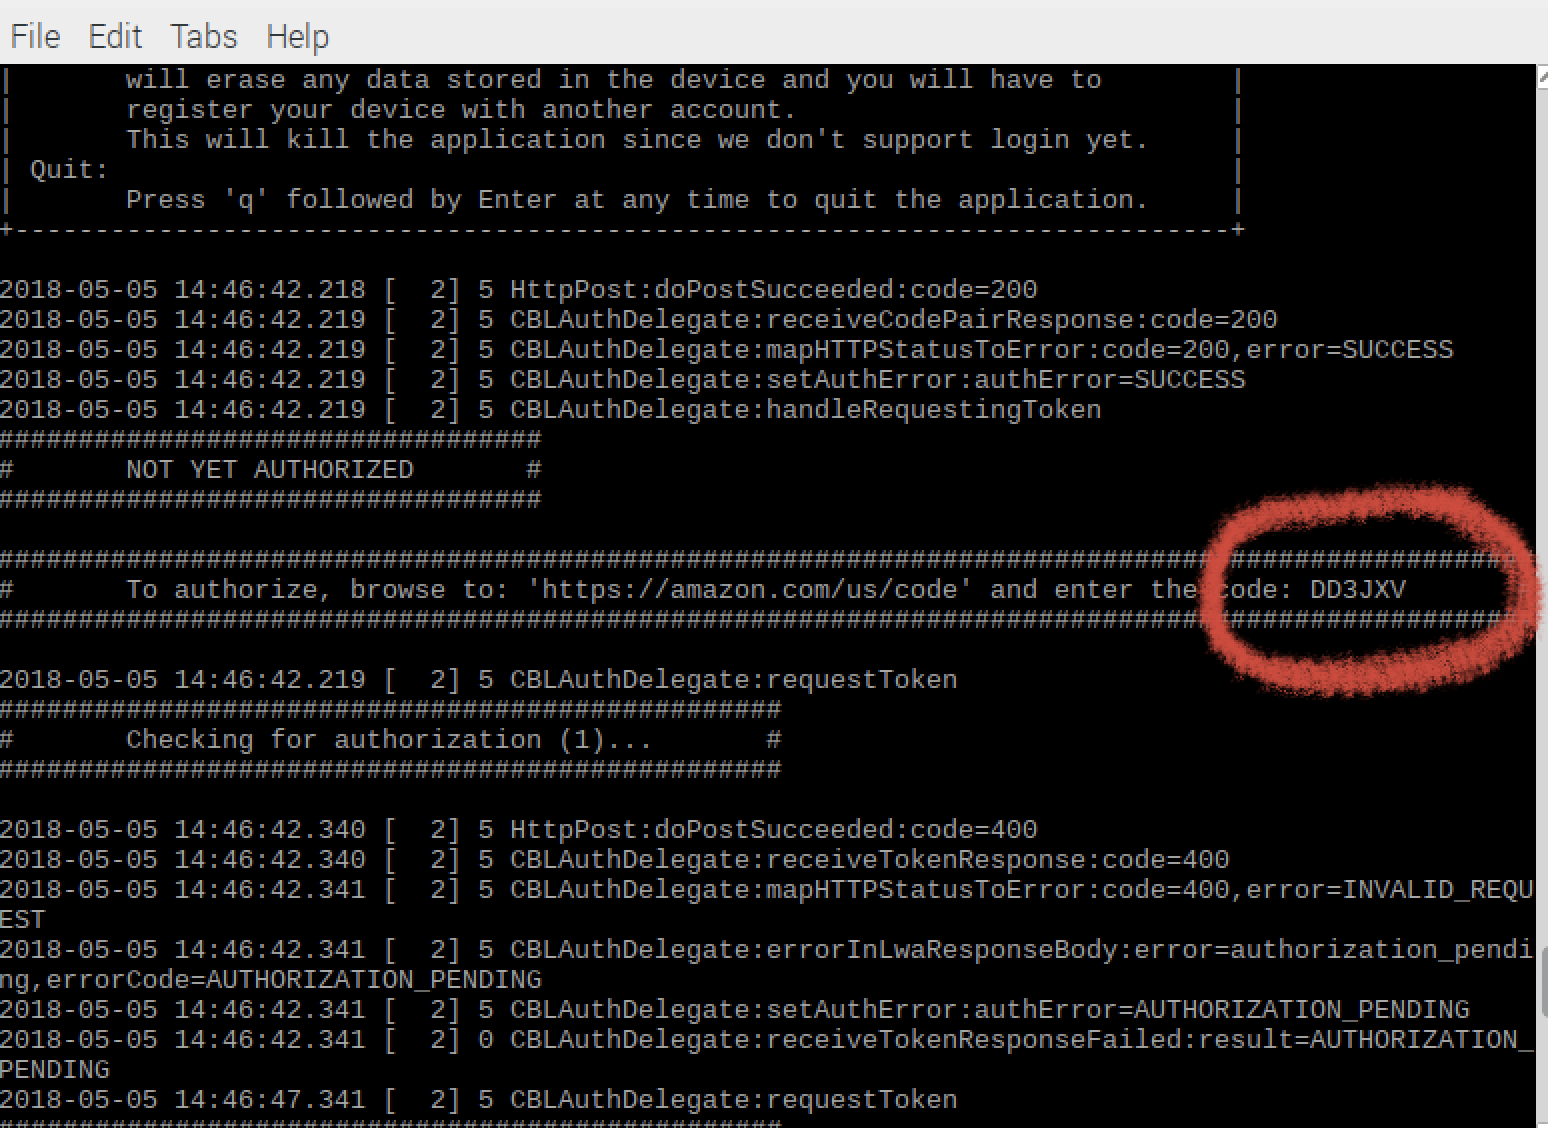 File Edit Tabs Help
| will erase any data stored in the device and you will have to |
| register your device with another account. |
| This will kill the application since we don't support login yet. |
| Quit: |
| Press 'q' followed by Enter at any time to quit the application. |
+----------------------------------------------------------------------------+
2018-05-05 14:46:42.218 [  2] 5 HttpPost:doPostSucceeded:code=200
2018-05-05 14:46:42.219 [  2] 5 CBLAuthDelegate:receiveCodePairResponse:code=200
2018-05-05 14:46:42.219 [  2] 5 CBLAuthDelegate:mapHTTPStatusToError:code=200,error=SUCCESS
2018-05-05 14:46:42.219 [  2] 5 CBLAuthDelegate:setAuthError:authError=SUCCESS
2018-05-05 14:46:42.219 [  2] 5 CBLAuthDelegate:handleRequestingToken
##################################
#       NOT YET AUTHORIZED       #
##################################
################################################################################################
#       To authorize, browse to: 'https://amazon.com/us/code' and enter the code: DD3JXV
################################################################################################
2018-05-05 14:46:42.219 [  2] 5 CBLAuthDelegate:requestToken
#################################################
#       Checking for authorization (1)...       #
#################################################
2018-05-05 14:46:42.340 [  2] 5 HttpPost:doPostSucceeded:code=400
2018-05-05 14:46:42.340 [  2] 5 CBLAuthDelegate:receiveTokenResponse:code=400
2018-05-05 14:46:42.341 [  2] 5 CBLAuthDelegate:mapHTTPStatusToError:code=400,error=INVALID_REQU
EST
2018-05-05 14:46:42.341 [  2] 5 CBLAuthDelegate:errorInLwaResponseBody:error=authorization_pendi
ng,errorCode=AUTHORIZATION_PENDING
2018-05-05 14:46:42.341 [  2] 5 CBLAuthDelegate:setAuthError:authError=AUTHORIZATION_PENDING
2018-05-05 14:46:42.341 [  2] 0 CBLAuthDelegate:receiveTokenResponseFailed:result=AUTHORIZATION_
PENDING
2018-05-05 14:46:47.341 [  2] 5 CBLAuthDelegate:requestToken
#################################################